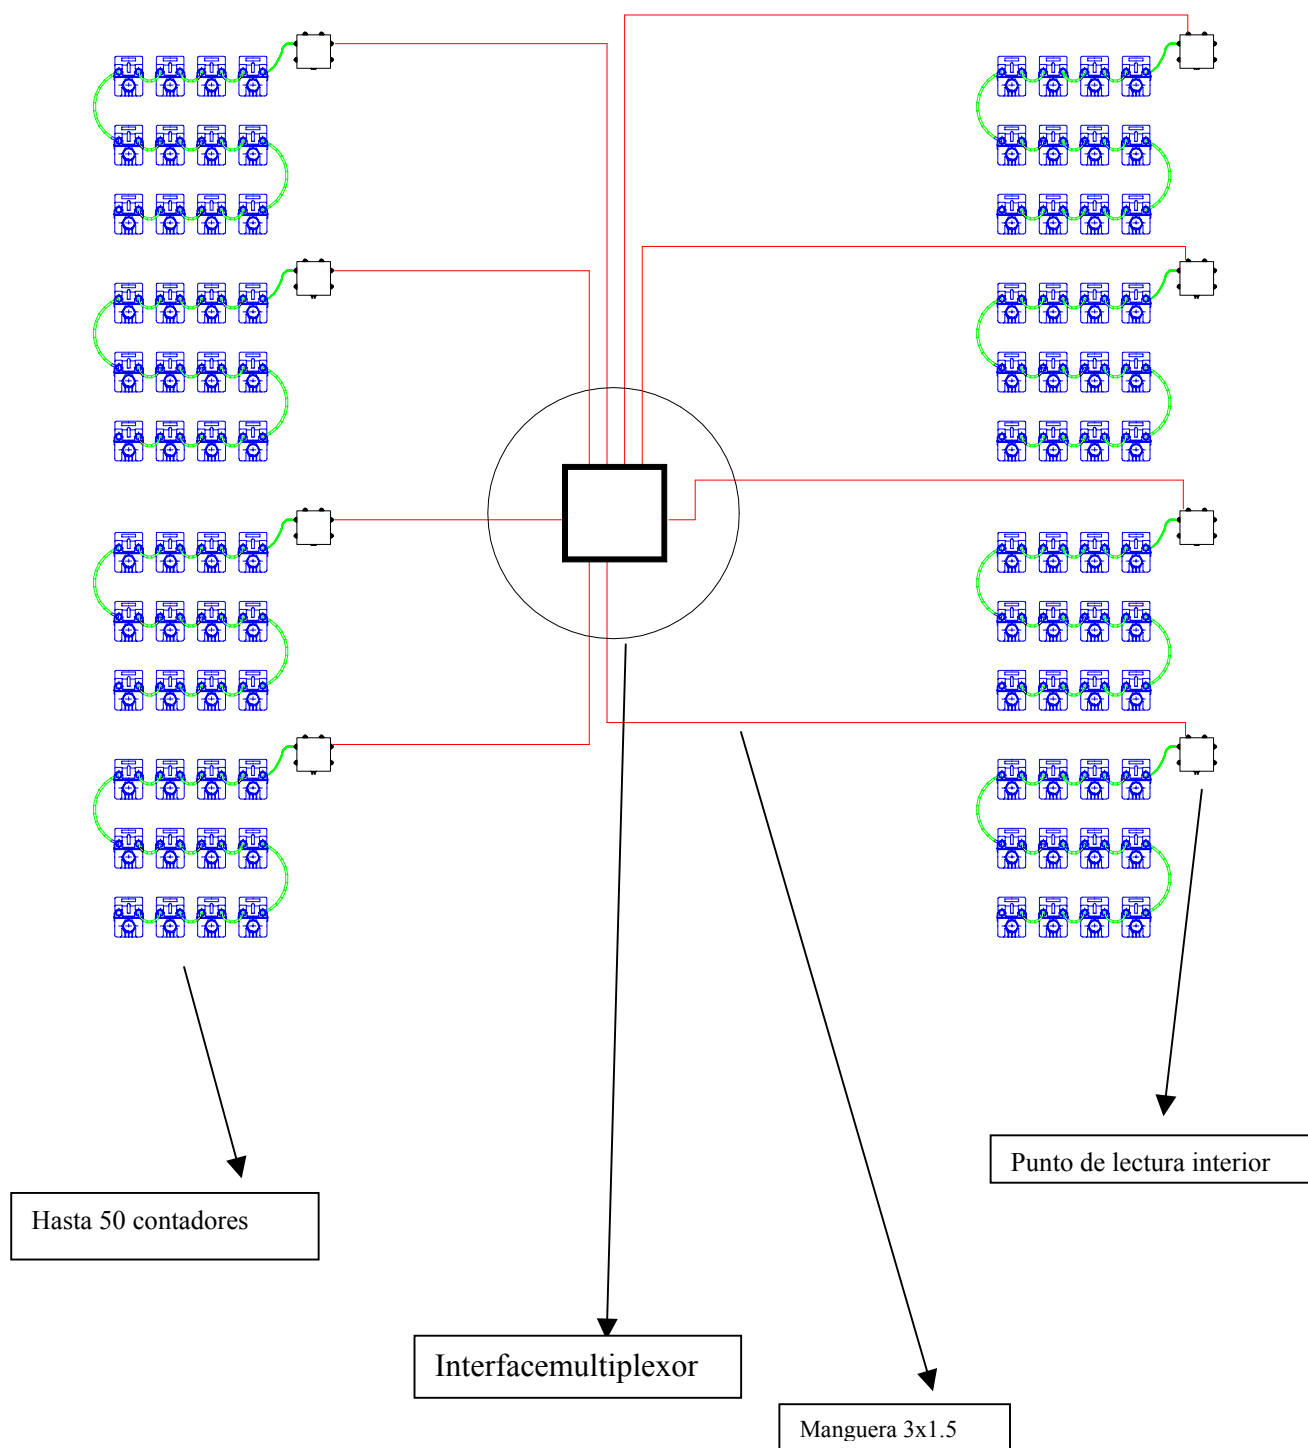 Punto de lectura interior
Hasta 50 contadores
Interfacemultiplexor
Manguera 3x1.5